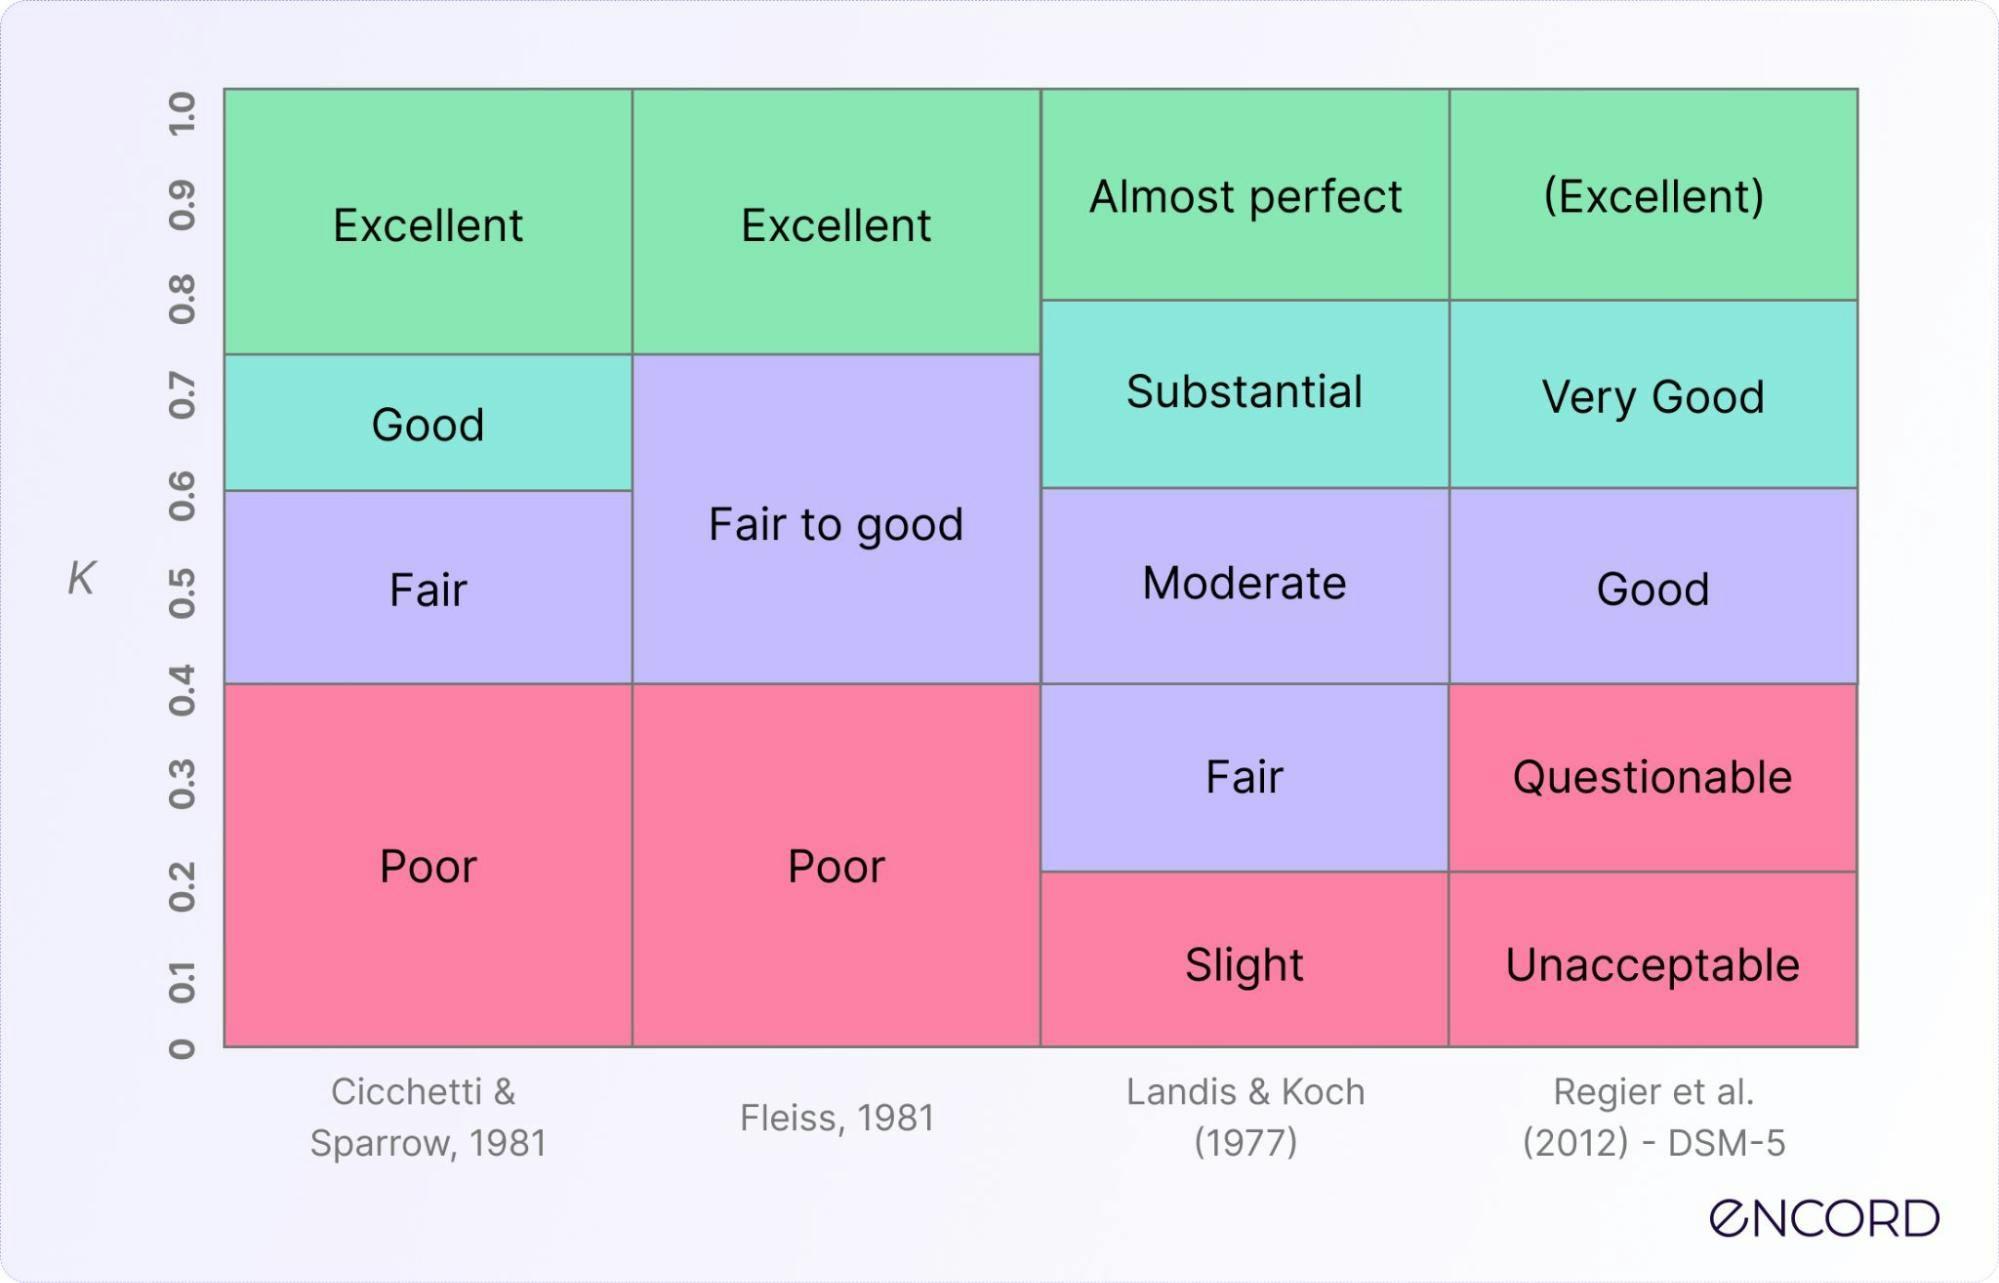 K
1.0
0.9
0.8
0.7
0.6
0.5
0.4
0.3
0.2
0.1
0
Excellent
Good
Fair
Poor
Excellent
Fair to good
Poor
Almost perfect
Substantial
Moderate
Fair
Slight
(Excellent)
Very Good
Good
Questionable
Unacceptable
Cicchetti &
Sparrow, 1981
Fleiss, 1981
Landis & Koch
(1977)
Regier et al.
(2012) - DSM-5
eNCORD